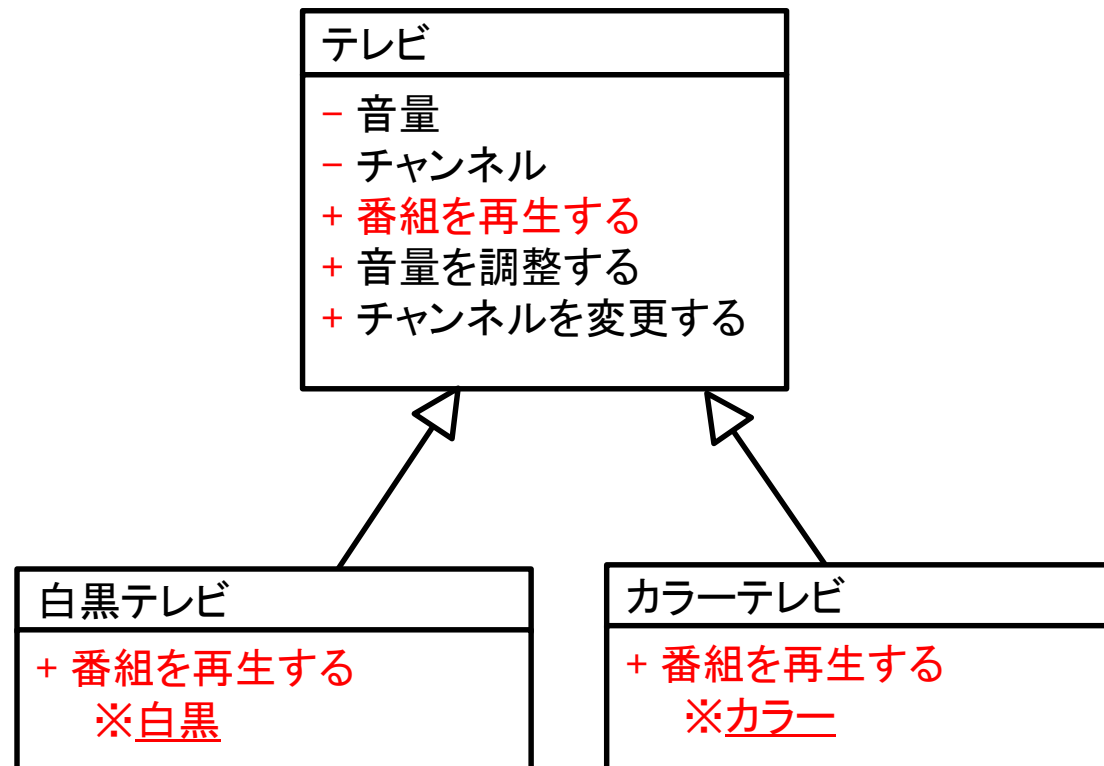 テレビ
- 音量
- チャンネル
+ 番組を再生する
+ 音量を調整する
+ チャンネルを変更する
白黒テレビ
+ 番組を再生する
※白黒
カラーテレビ
+ 番組を再生する
※カラー